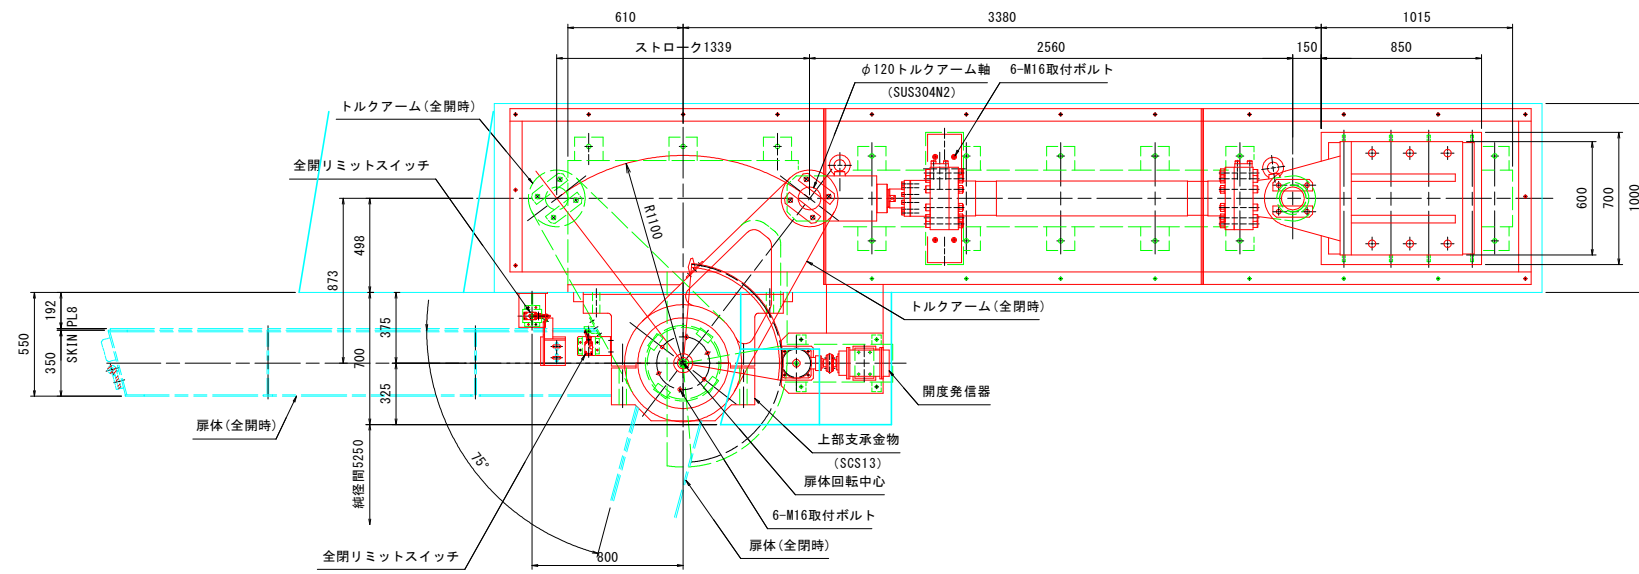 610
3380
1015
ストローク1339
2560
150
850
φ120トルクアーム軸
(SUS304N2)
6-M16取付ボルト
トルクアーム(全開時)
全開リミットスイッチ
R1100
600
700
1000
498
873
192
SKIN PL8
550
350
375
700
325
トルクアーム(全閉時)
開度発信器
扉体(全開時)
上部支承金物
(SCS13)
扉体回転中心
75°
純径間5250
6-M16取付ボルト
扉体(全閉時)
全閉リミットスイッチ
800